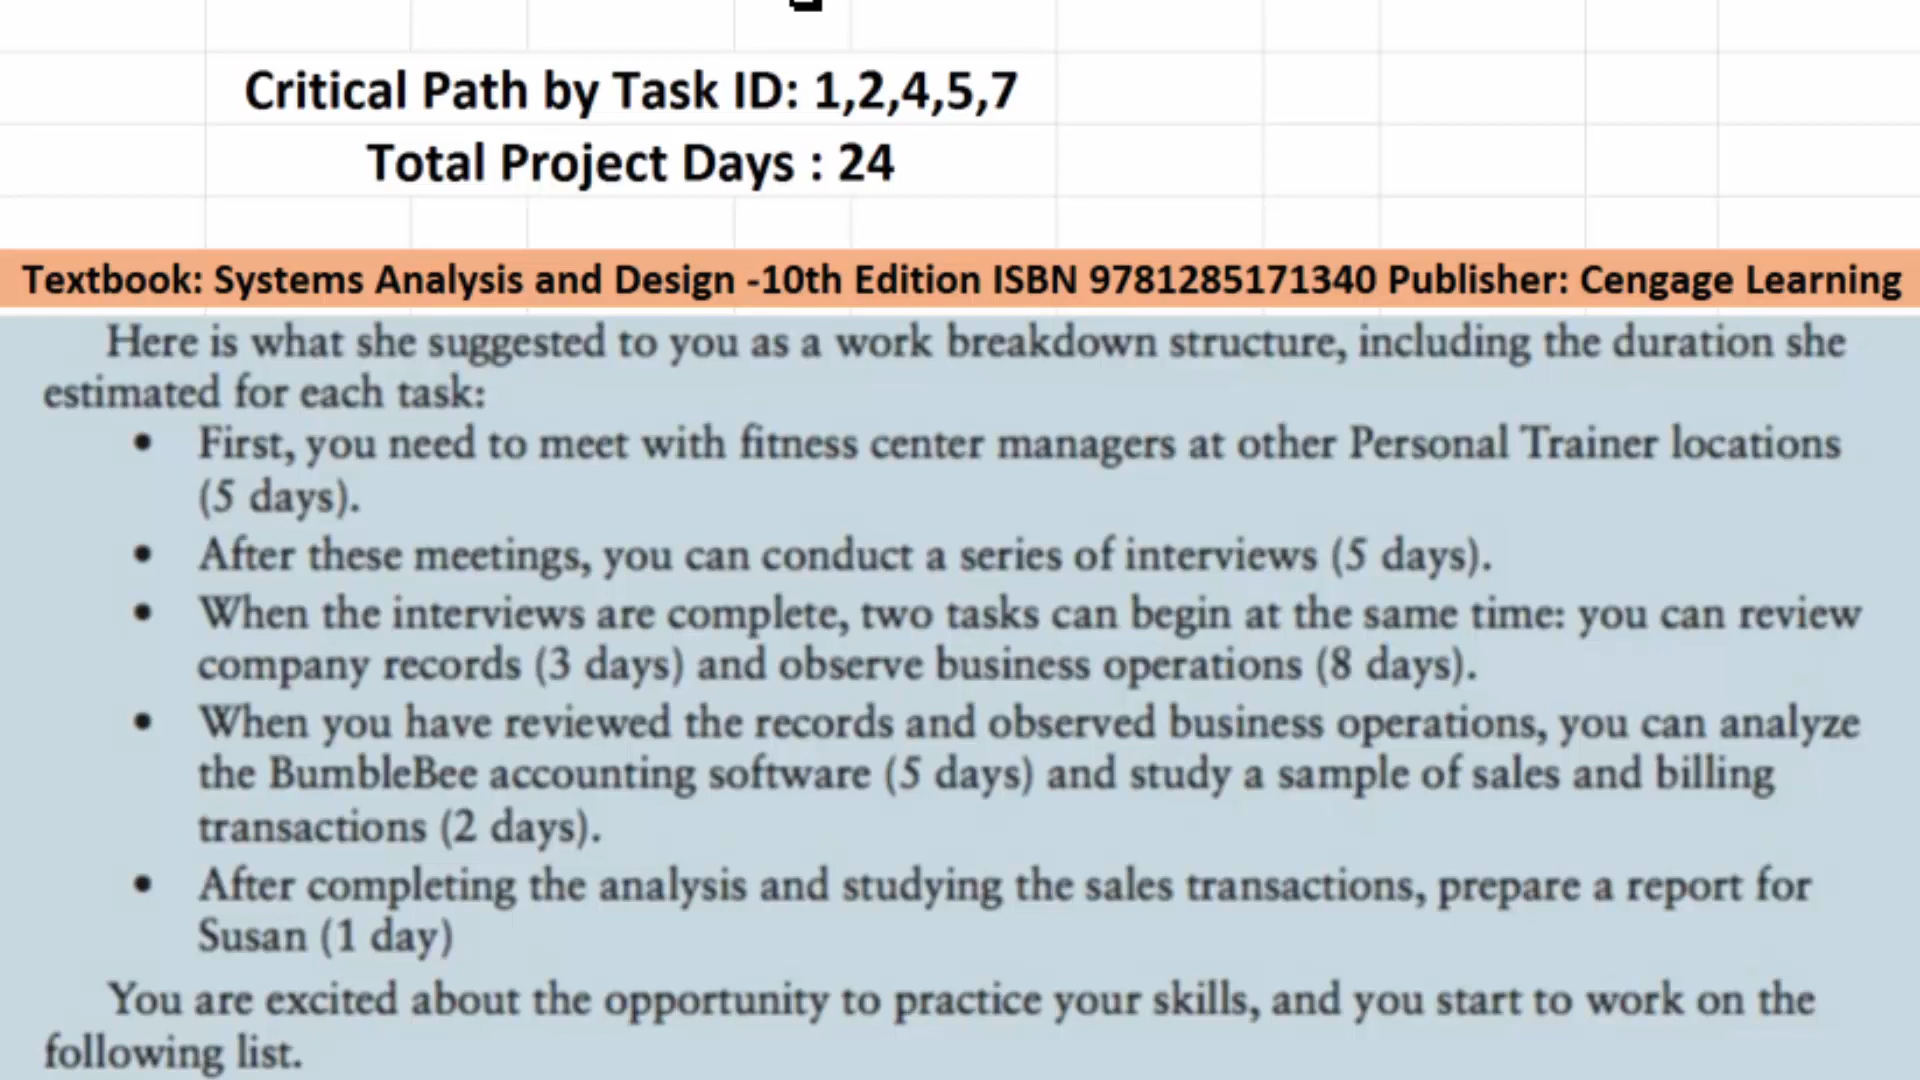 Critical Path by Task ID: 1,2,4,5,7
Total Project Days : 24
Textbook: Systems Analysis and Design -10th Edition ISBN 9781285171340 Publisher: Cengage Learning
Here is what she suggested to you as a work breakdown structure, including the duration she
estimated for each task:
• First, you need to meet with fitness center managers at other Personal Trainer locations
(5 days).
• After these meetings, you can conduct a series of interviews (5 days).
• When the interviews are complete, two tasks can begin at the same time: you can review
company records (3 days) and observe business operations (8 days).
• When you have reviewed the records and observed business operations, you can analyze
the BumbleBee accounting software (5 days) and study a sample of sales and billing
transactions (2 days).
• After completing the analysis and studying the sales transactions, prepare a report for
Susan (1 day)
You are excited about the opportunity to practice your skills, and you start to work on the
following list.